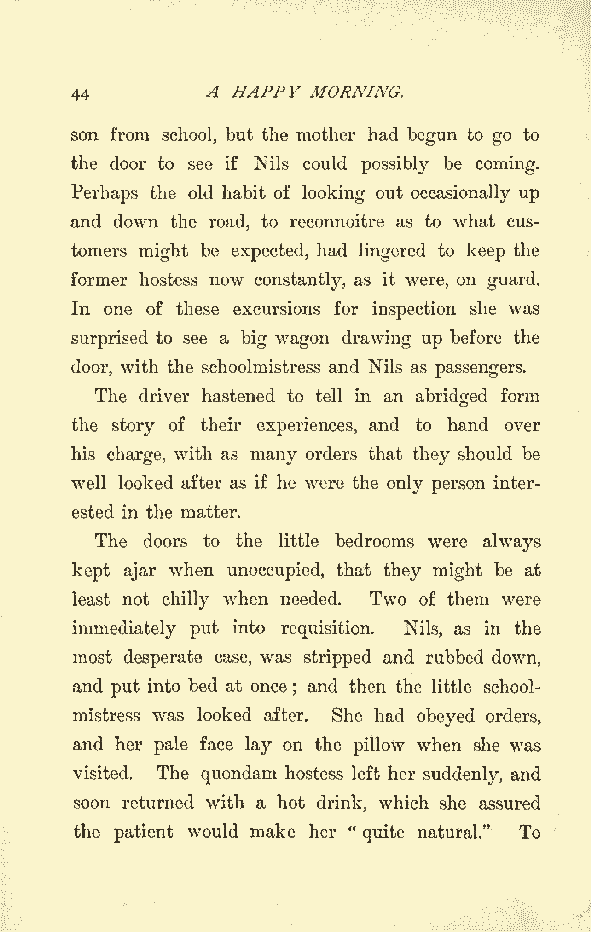 44 A HAPPY MORNING.
son from school, but the mother had begun to go to
the door to see if Nils could possibly be coming.
Perhaps the old habit of looking out occasionally up
and down the road, to reconnoitre as to what cus-
tomers might be expected, had lingered to keep the
former hostess now constantly, as it were, on guard.
In one of these excursions for inspection she was
surprised to see a big wagon drawing up before the
door, with the schoolmistress and Nils as passengers.
The driver hastened to tell in an abridged form
the story of their experiences, and to hand over
his charge, with as many orders that they should be
well looked after as if he were the only person inter-
ested in the matter.
The doors to the little bedrooms were always
kept ajar when unoccupied, that they might be at
least not chilly when needed. Two of them were
immediately put into requisition. Nils, as in the
most desperate case, was stripped and rubbed down,
and put into bed at once; and then the little school-
mistress was looked after. She had obeyed orders,
and her pale face lay on the pillow when she was
visited. The quondam hostess left her suddenly, and
soon returned with a hot drink, which she assured
the patient would make her "quite natural." To